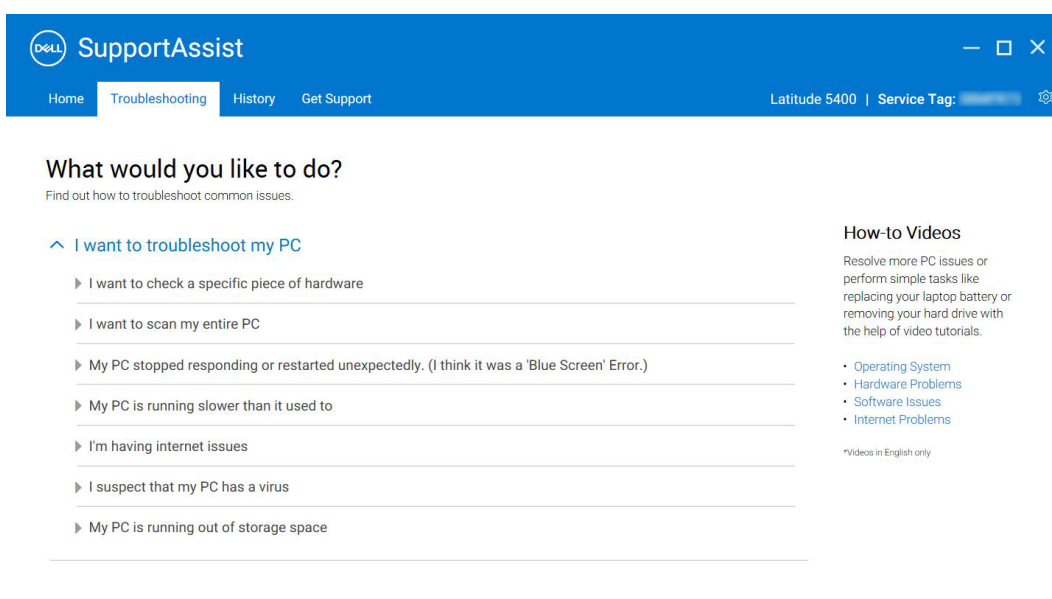 DELL SupportAssist
Home Troubleshooting History Get Support Latitude 5400 | Service Tag:
What would you like to do?
Find out how to troubleshoot common issues.
I want to troubleshoot my PC
I want to check a specific piece of hardware
I want to scan my entire PC
My PC stopped responding or restarted unexpectedly. (I think it was a 'Blue Screen' Error.)
My PC is running slower than it used to
I'm having internet issues
I suspect that my PC has a virus
My PC is running out of storage space
How-to Videos
Resolve more PC issues or
perform simple tasks like
replacing your laptop battery or
removing your hard drive with
the help of video tutorials.
• Operating System
• Hardware Problems
• Software Issues
• Internet Problems
*Videos in English only